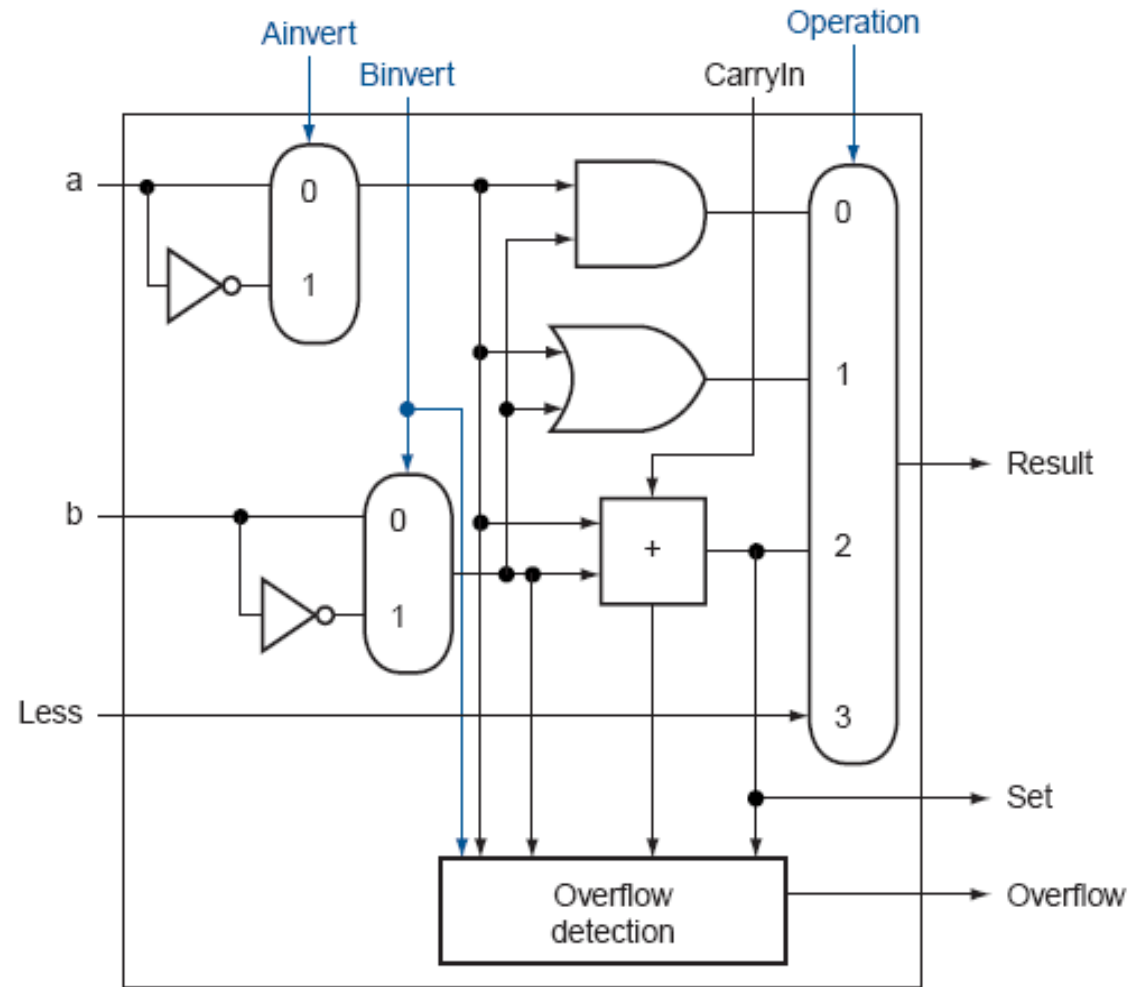 Ainvert
Operation
Binvert
CarryIn
a
0
0
1
1
b
0
+
2
1
Result
Less
3
Set
Overflow
detection
Overflow